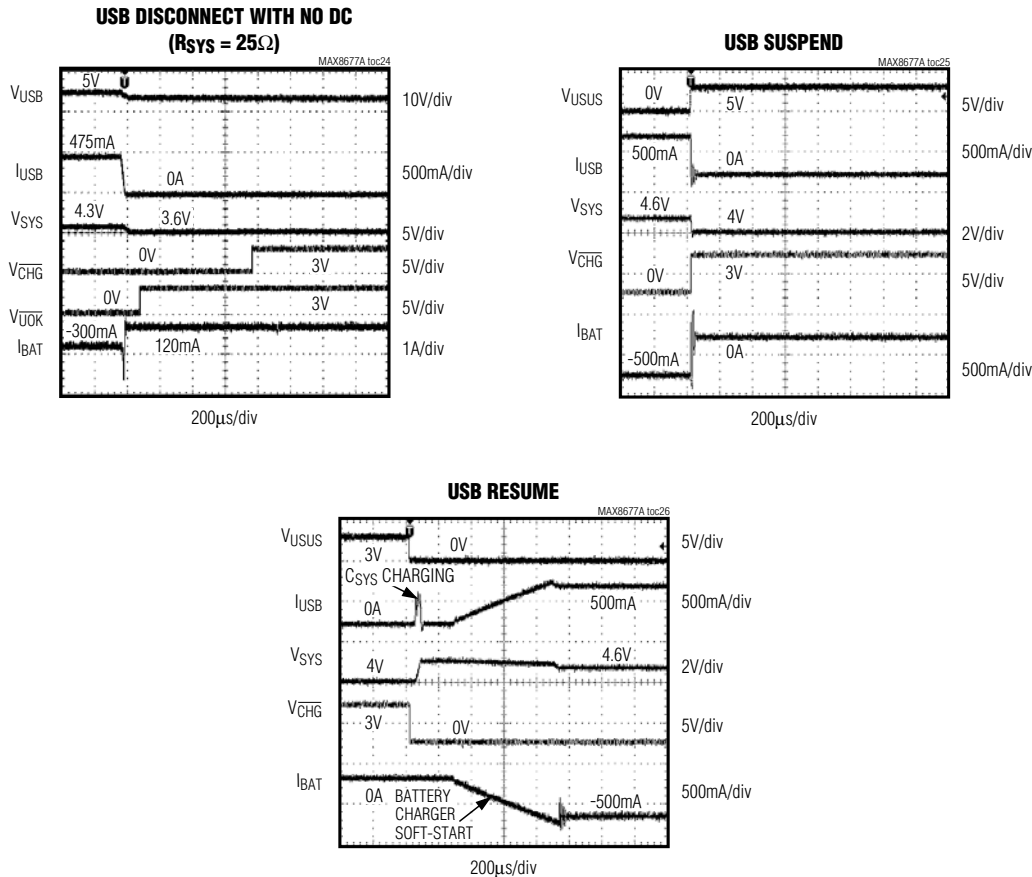 USB DISCONNECT WITH NO DC
(RSYS = 25Ω)
MAX8677A toc24
VUSB
5V
10V/div
475mA
IUSB
0A
500mA/div
VSYS
4.3V
3.6V
5V/div
VCHG
0V
3V
5V/div
VUOK
0V
3V
5V/div
IBAT
-300mA
120mA
1A/div
200µs/div
USB SUSPEND
MAX8677A toc25
VUSUS
0V
5V
5V/div
IUSB
500mA
0A
500mA/div
VSYS
4.6V
4V
2V/div
VCHG
0V
3V
5V/div
IBAT
-500mA
0A
500mA/div
200µs/div
USB RESUME
MAX8677A toc26
VUSUS
3V
0V
5V/div
CSYS CHARGING
IUSB
0A
500mA
500mA/div
VSYS
4V
4.6V
2V/div
VCHG
3V
0V
5V/div
IBAT
0A
BATTERY
CHARGER
SOFT-START
-500mA
500mA/div
200µs/div